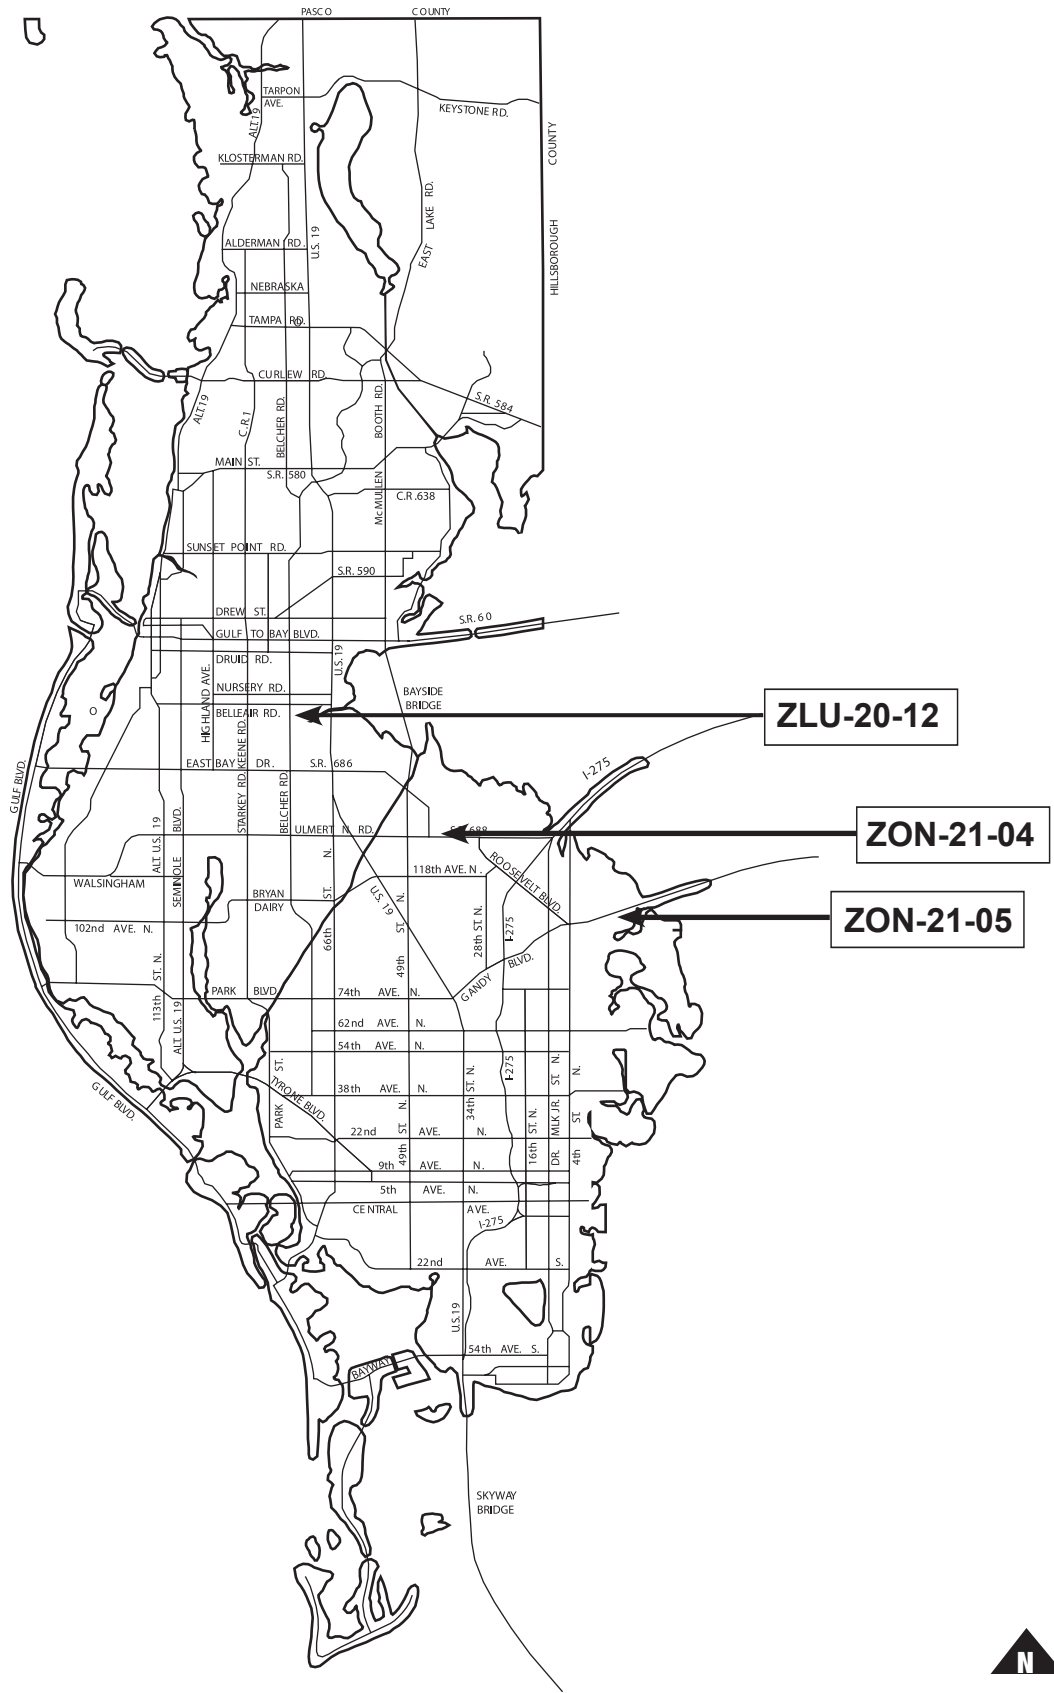 PASCO COUNTY
TARPON
AVE.
KEYSTONE RD.
ALT.19
COUNTY
HILLSBOROUGH
KLOSTERMAN RD.
LAKE RD.
EAST
U.S. 19
ALDERMAN RD.
NEBRASKA
TAMPA RD.
CURLEW RD.
ALT.19
C.R.1
BELCHER RD.
BOOTH RD.
McMULLEN
S.R. 584
MAIN ST.
S.R. 580
C.R.638
SUNSET POINT RD.
S.R. 590
DREW ST.
S.R. 60
GULF TO BAY BLVD.
DRUID RD.
U.S.19
HIGHLAND AVE.
NURSERY RD.
BAYSIDE
BRIDGE
BELLEAIR RD.
ZLU-20-12
KEENE RD.
STARKEY RD.
GULF BLVD.
EAST BAY DR. S.R. 686
BELCHER RD.
I-275
ALT. U.S. 19
SEMINOLE BLVD.
ULMERTON RD.
S.R. 688
ZON-21-04
ROOSEVELT BLVD.
118th AVE. N.
WALSINGHAM
U.S. 19
BRYAN
DAIRY
66th ST. N.
49th ST. N.
28th ST. N.
I-275
ZON-21-05
102nd AVE. N.
GANDY BLVD.
113th ST. N.
ALT. U.S. 19
PARK BLVD.
74th AVE. N.
62nd AVE. N.
54th AVE. N.
I-275
GULF BLVD.
TYRONE BLVD.
PARK ST.
38th AVE. N.
34th ST. N.
49th ST. N.
16th ST. N.
DR. MLK JR. ST. N.
4th ST. N.
22nd AVE. N.
9th AVE. N.
5th AVE. N.
CENTRAL AVE.
I-275
22nd AVE. S.
U.S.19
54th AVE. S.
BAYWAY
SKYWAY
BRIDGE
N